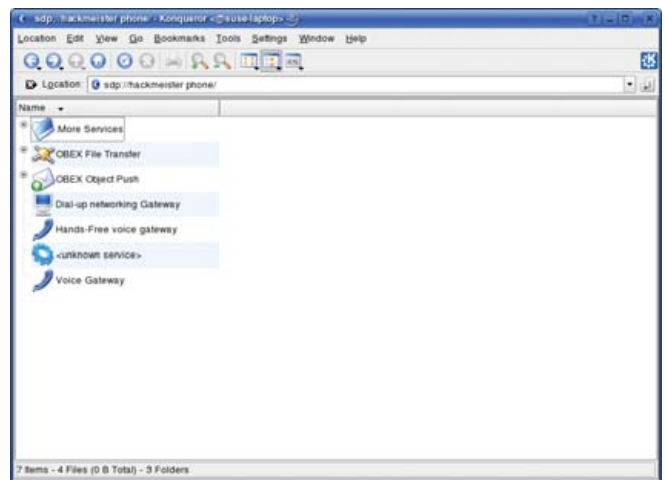 sdp://hackmeister phone/ - Konqueror <@suse-laptop>
Location Edit View Go Bookmarks Tools Settings Window Help
Location: sdp://hackmeister phone/
Name
More Services
OBEX File Transfer
OBEX Object Push
Dial-up networking Gateway
Hands-Free voice gateway
<unknown service>
Voice Gateway
7 Items - 4 Files (0 B Total) - 3 Folders